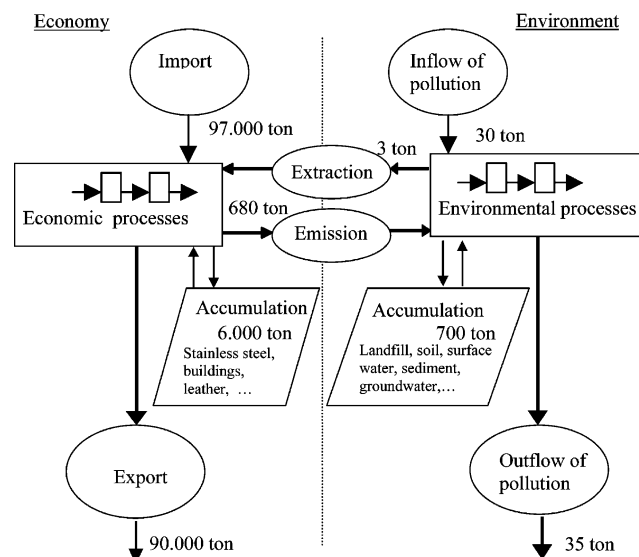 Economy
Environment
Import
Inflow of
pollution
97.000 ton
3 ton
30 ton
Extraction
Economic processes
680 ton
Environmental processes
Emission
Accumulation
6.000 ton
Stainless steel,
buildings,
leather, ...
Accumulation
700 ton
Landfill, soil, surface
water, sediment,
groundwater,...
Export
Outflow of
pollution
90.000 ton
35 ton